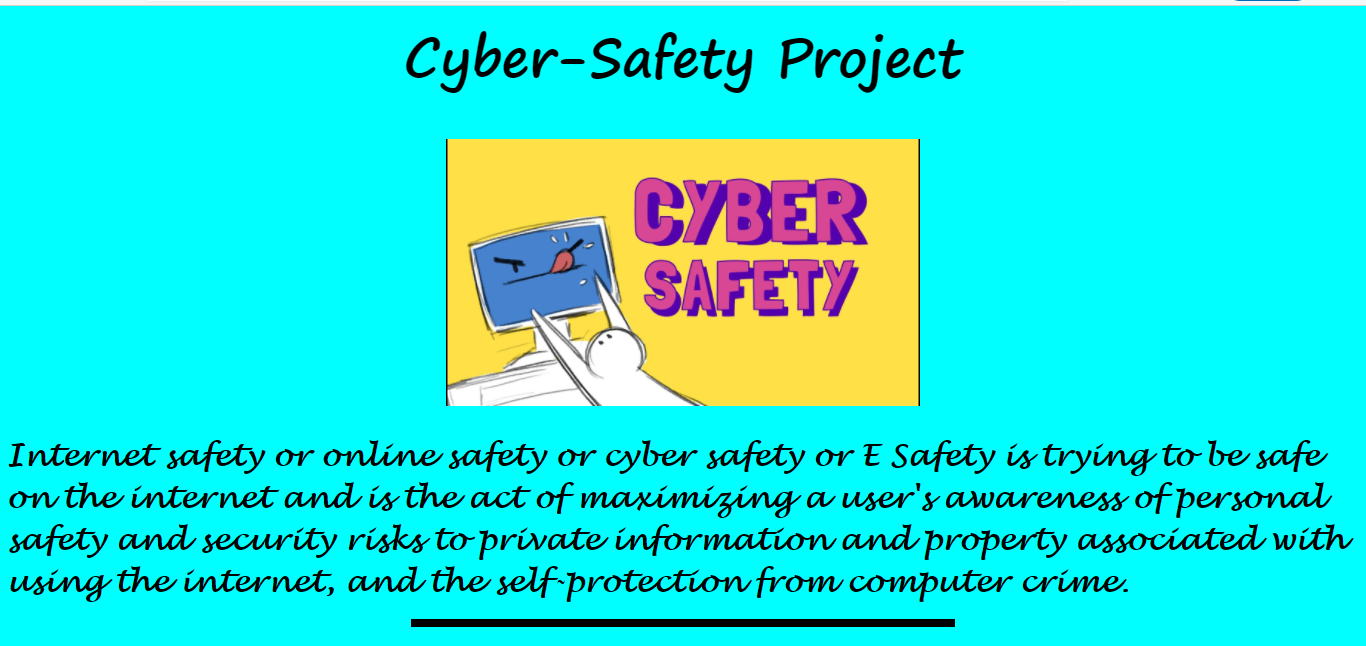 Cyber-Safety Project
CYBER
SAFETY
Internet safety or online safety or cyber safety or E Safety is trying to be safe
on the internet and is the act of maximizing a user's awareness of personal
safety and security risks to private information and property associated with
using the internet, and the self-protection from computer crime.